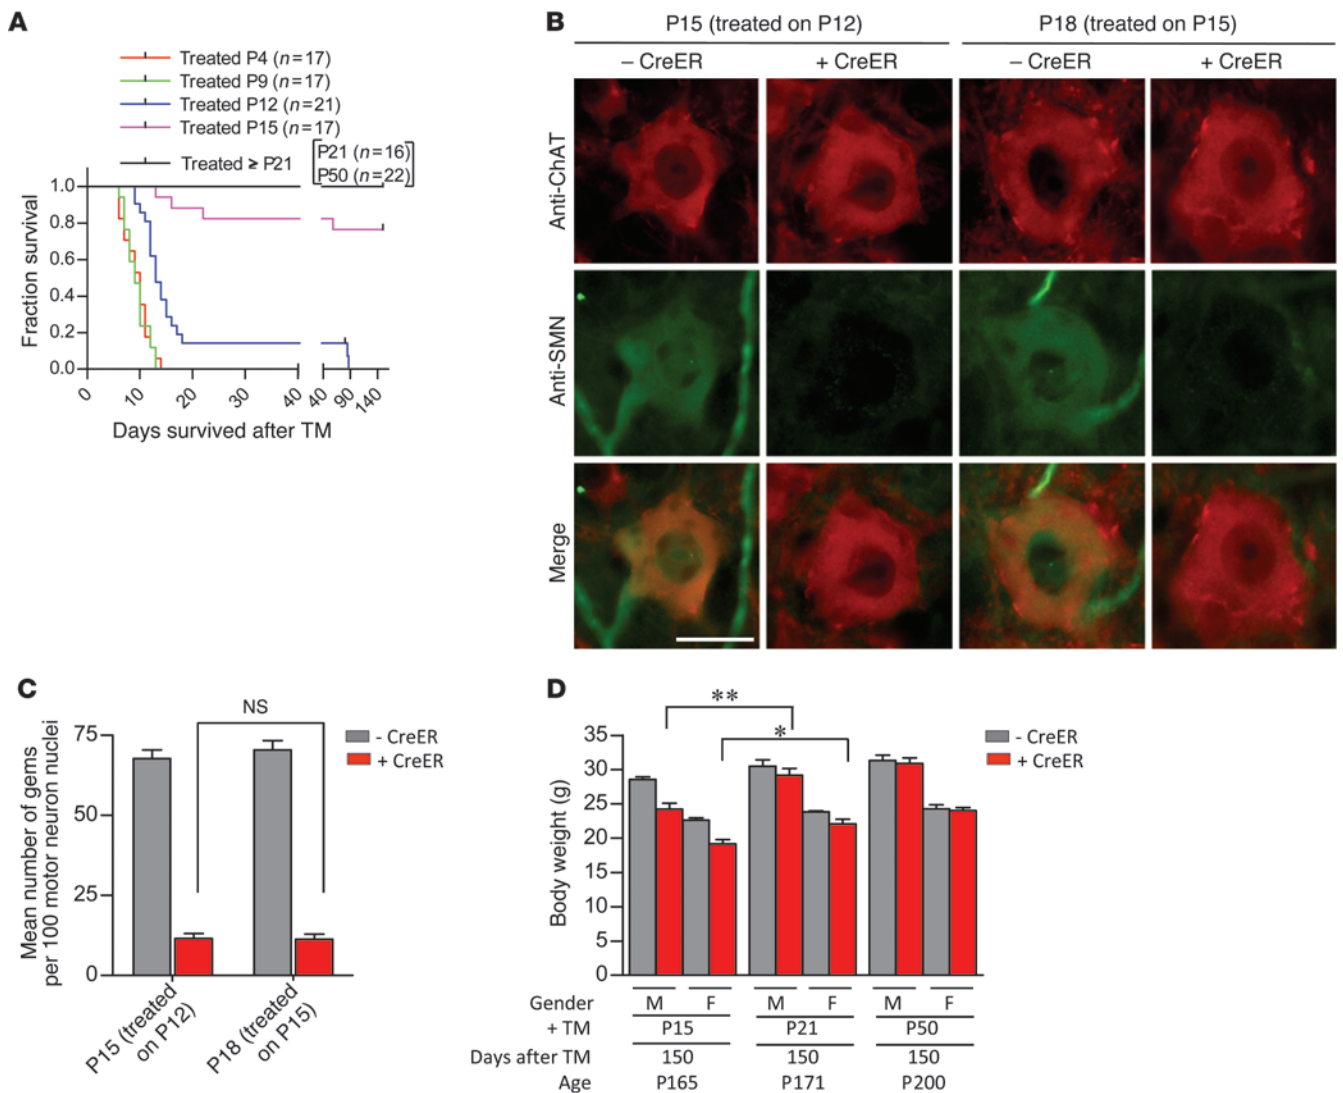 A
Treated P4 (n=17)
Treated P9 (n=17)
Treated P12 (n=21)
Treated P15 (n=17)
Treated ≥ P21
P21 (n=16)
P50 (n=22)
Fraction survival
1.0
0.8
0.6
0.4
0.2
0.0
0 10 20 30 40 40 90 140
Days survived after TM
B
P15 (treated on P12)
P18 (treated on P15)
– CreER
+ CreER
– CreER
+ CreER
Anti-ChAT
Anti-SMN
Merge
C
NS
- CreER
+ CreER
Mean number of gems
per 100 motor neuron nuclei
75
50
25
0
P15 (treated
on P12)
P18 (treated
on P15)
D
**
*
- CreER
+ CreER
Body weight (g)
35
30
25
20
15
10
5
0
Gender M F M F M F
+ TM P15 P21 P50
Days after TM 150 150 150
Age P165 P171 P200